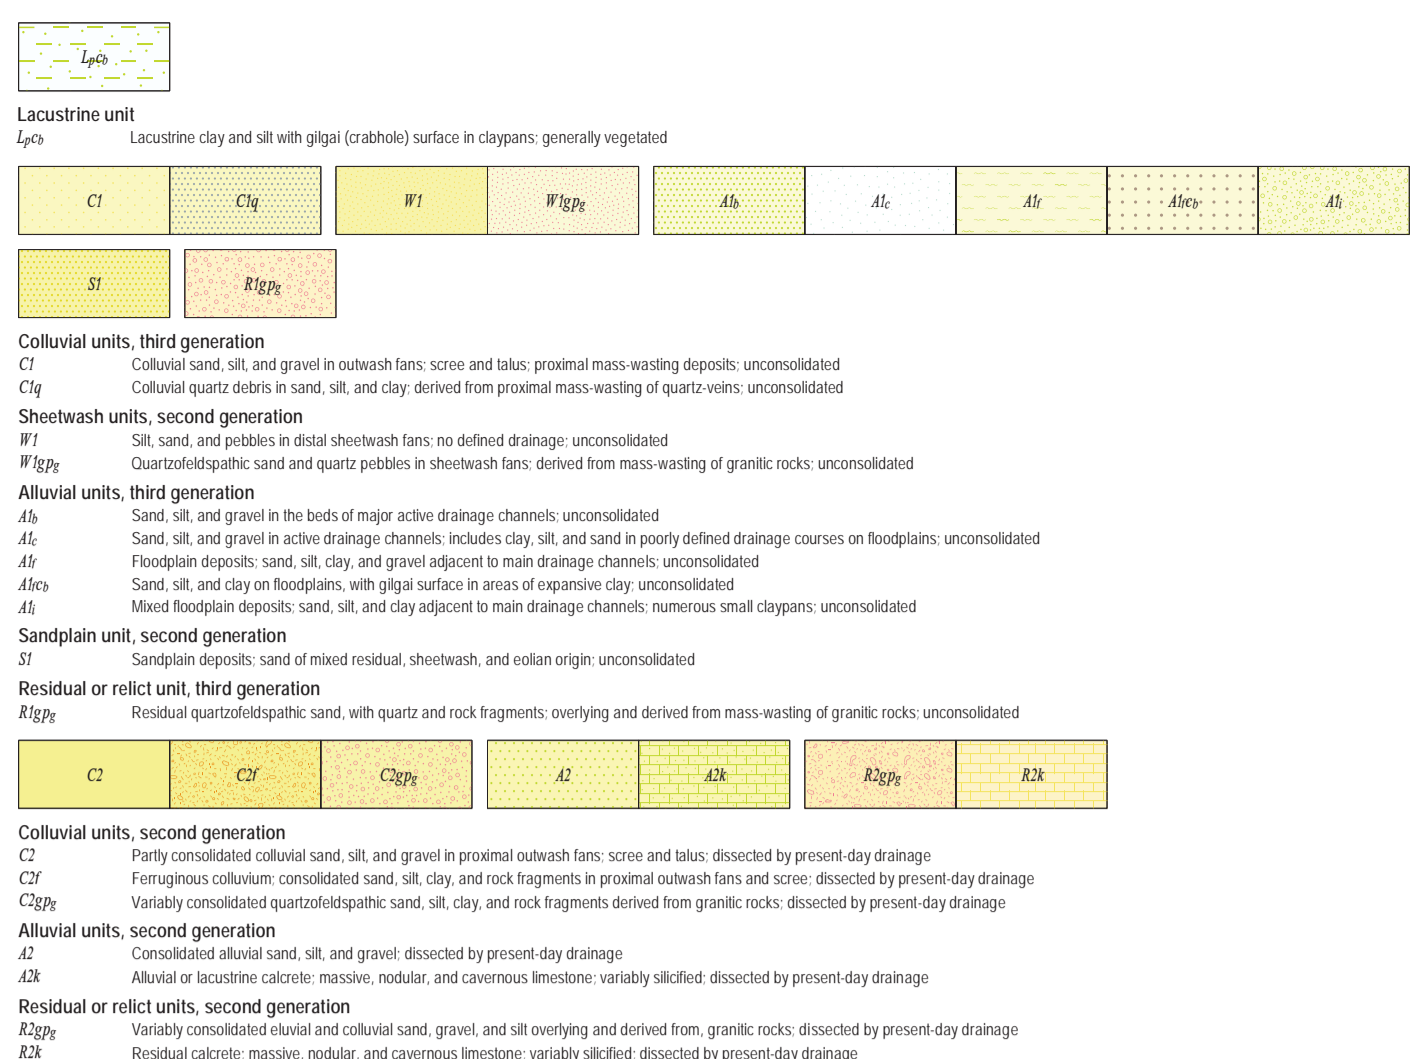 Lpcb
Lacustrine unit
Lpcb Lacustrine clay and silt with gilgai (crabhole) surface in claypans; generally vegetated
C1 C1q W1 W1gpg A1b A1c A1f A1fcb A1i
S1 R1gpg
Colluvial units, third generation
C1 Colluvial sand, silt, and gravel in outwash fans; scree and talus; proximal mass-wasting deposits; unconsolidated
C1q Colluvial quartz debris in sand, silt, and clay; derived from proximal mass-wasting of quartz-veins; unconsolidated
Sheetwash units, second generation
W1 Silt, sand, and pebbles in distal sheetwash fans; no defined drainage; unconsolidated
W1gpg Quartzofeldspathic sand and quartz pebbles in sheetwash fans; derived from mass-wasting of granitic rocks; unconsolidated
Alluvial units, third generation
A1b Sand, silt, and gravel in the beds of major active drainage channels; unconsolidated
A1c Sand, silt, and gravel in active drainage channels; includes clay, silt, and sand in poorly defined drainage courses on floodplains; unconsolidated
A1f Floodplain deposits; sand, silt, clay, and gravel adjacent to main drainage channels; unconsolidated
A1fcb Sand, silt, and clay on floodplains, with gilgai surface in areas of expansive clay; unconsolidated
A1i Mixed floodplain deposits; sand, silt, and clay adjacent to main drainage channels; numerous small claypans; unconsolidated
Sandplain unit, second generation
S1 Sandplain deposits; sand of mixed residual, sheetwash, and eolian origin; unconsolidated
Residual or relict unit, third generation
R1gpg Residual quartzofeldspathic sand, with quartz and rock fragments; overlying and derived from mass-wasting of granitic rocks; unconsolidated
C2 C2f C2gpg A2 A2k R2gpg R2k
Colluvial units, second generation
C2 Partly consolidated colluvial sand, silt, and gravel in proximal outwash fans; scree and talus; dissected by present-day drainage
C2f Ferruginous colluvium; consolidated sand, silt, clay, and rock fragments in proximal outwash fans and scree; dissected by present-day drainage
C2gpg Variably consolidated quartzofeldspathic sand, silt, clay, and rock fragments derived from granitic rocks; dissected by present-day drainage
Alluvial units, second generation
A2 Consolidated alluvial sand, silt, and gravel; dissected by present-day drainage
A2k Alluvial or lacustrine calcrete; massive, nodular, and cavernous limestone; variably silicified; dissected by present-day drainage
Residual or relict units, second generation
R2gpg Variably consolidated eluvial and colluvial sand, gravel, and silt overlying and derived from, granitic rocks; dissected by present-day drainage
R2k Residual calcrete; massive, nodular, and cavernous limestone; variably silicified; dissected by present-day drainage